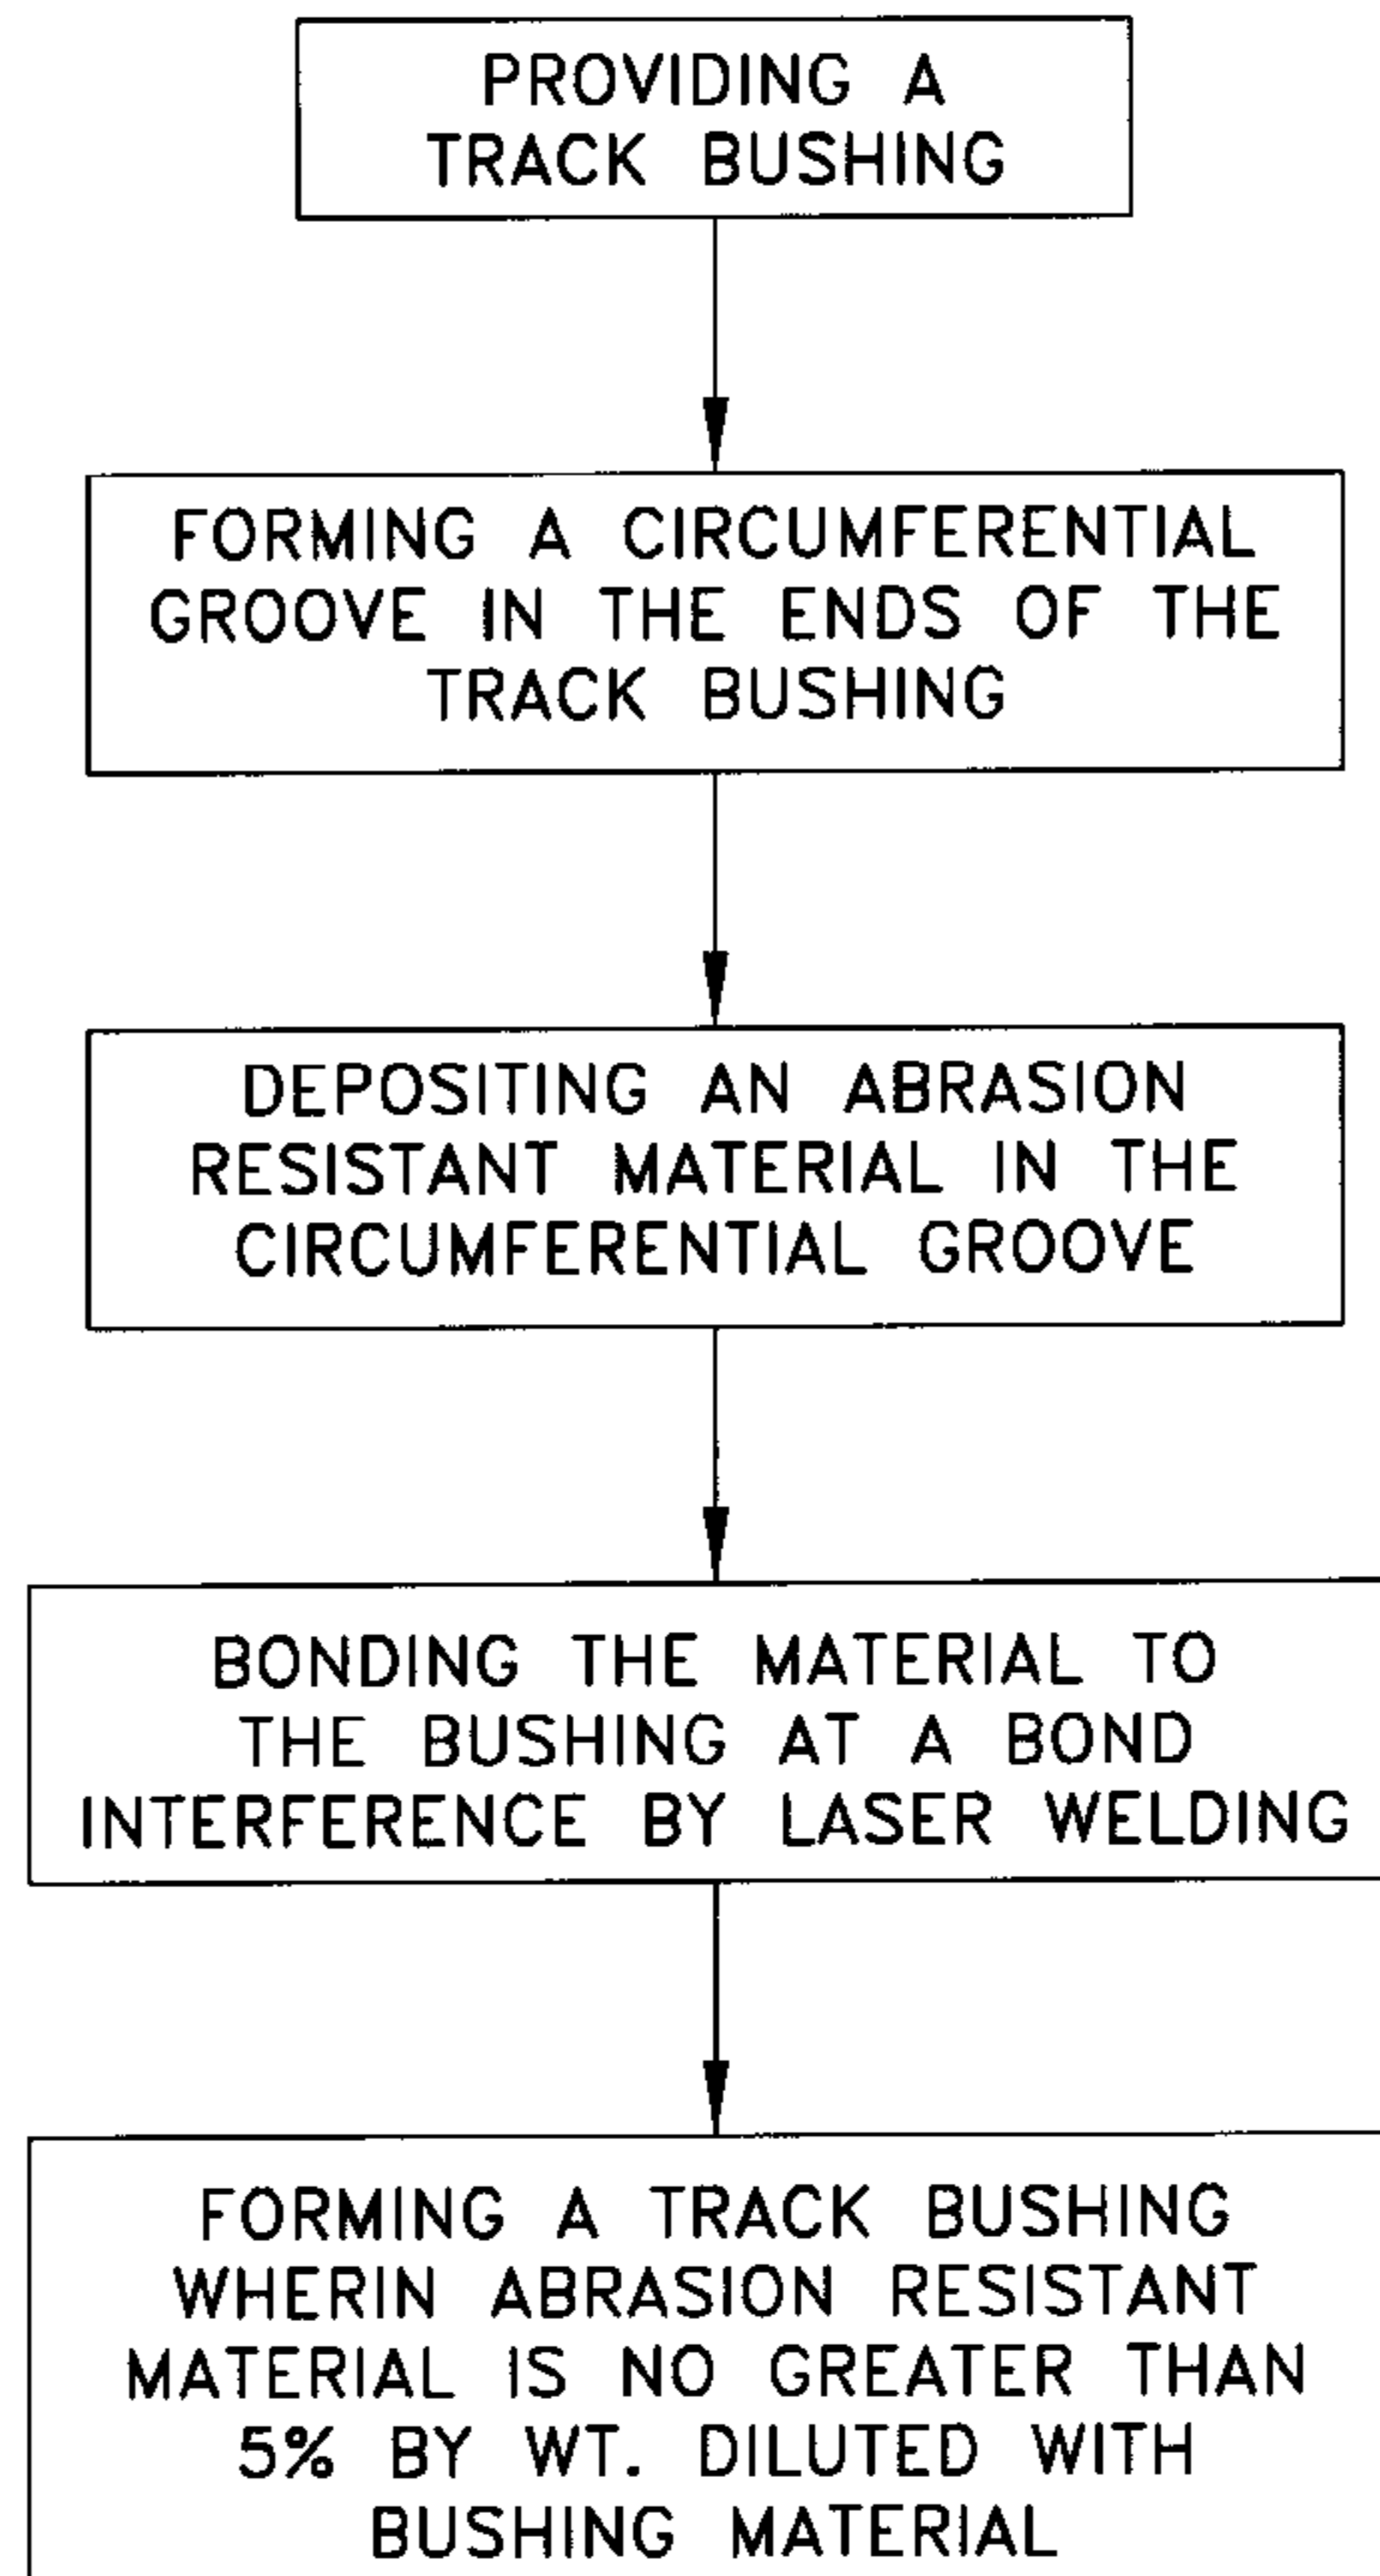 PROVIDING A
TRACK BUSHING
FORMING A CIRCUMFERENTIAL
GROOVE IN THE ENDS OF THE
TRACK BUSHING
DEPOSITING AN ABRASION
RESISTANT MATERIAL IN THE
CIRCUMFERENTIAL GROOVE
BONDING THE MATERIAL TO
THE BUSHING AT A BOND
INTERFERENCE BY LASER WELDING
FORMING A TRACK BUSHING
WHERIN ABRASION RESISTANT
MATERIAL IS NO GREATER THAN
5% BY WT. DILUTED WITH
BUSHING MATERIAL